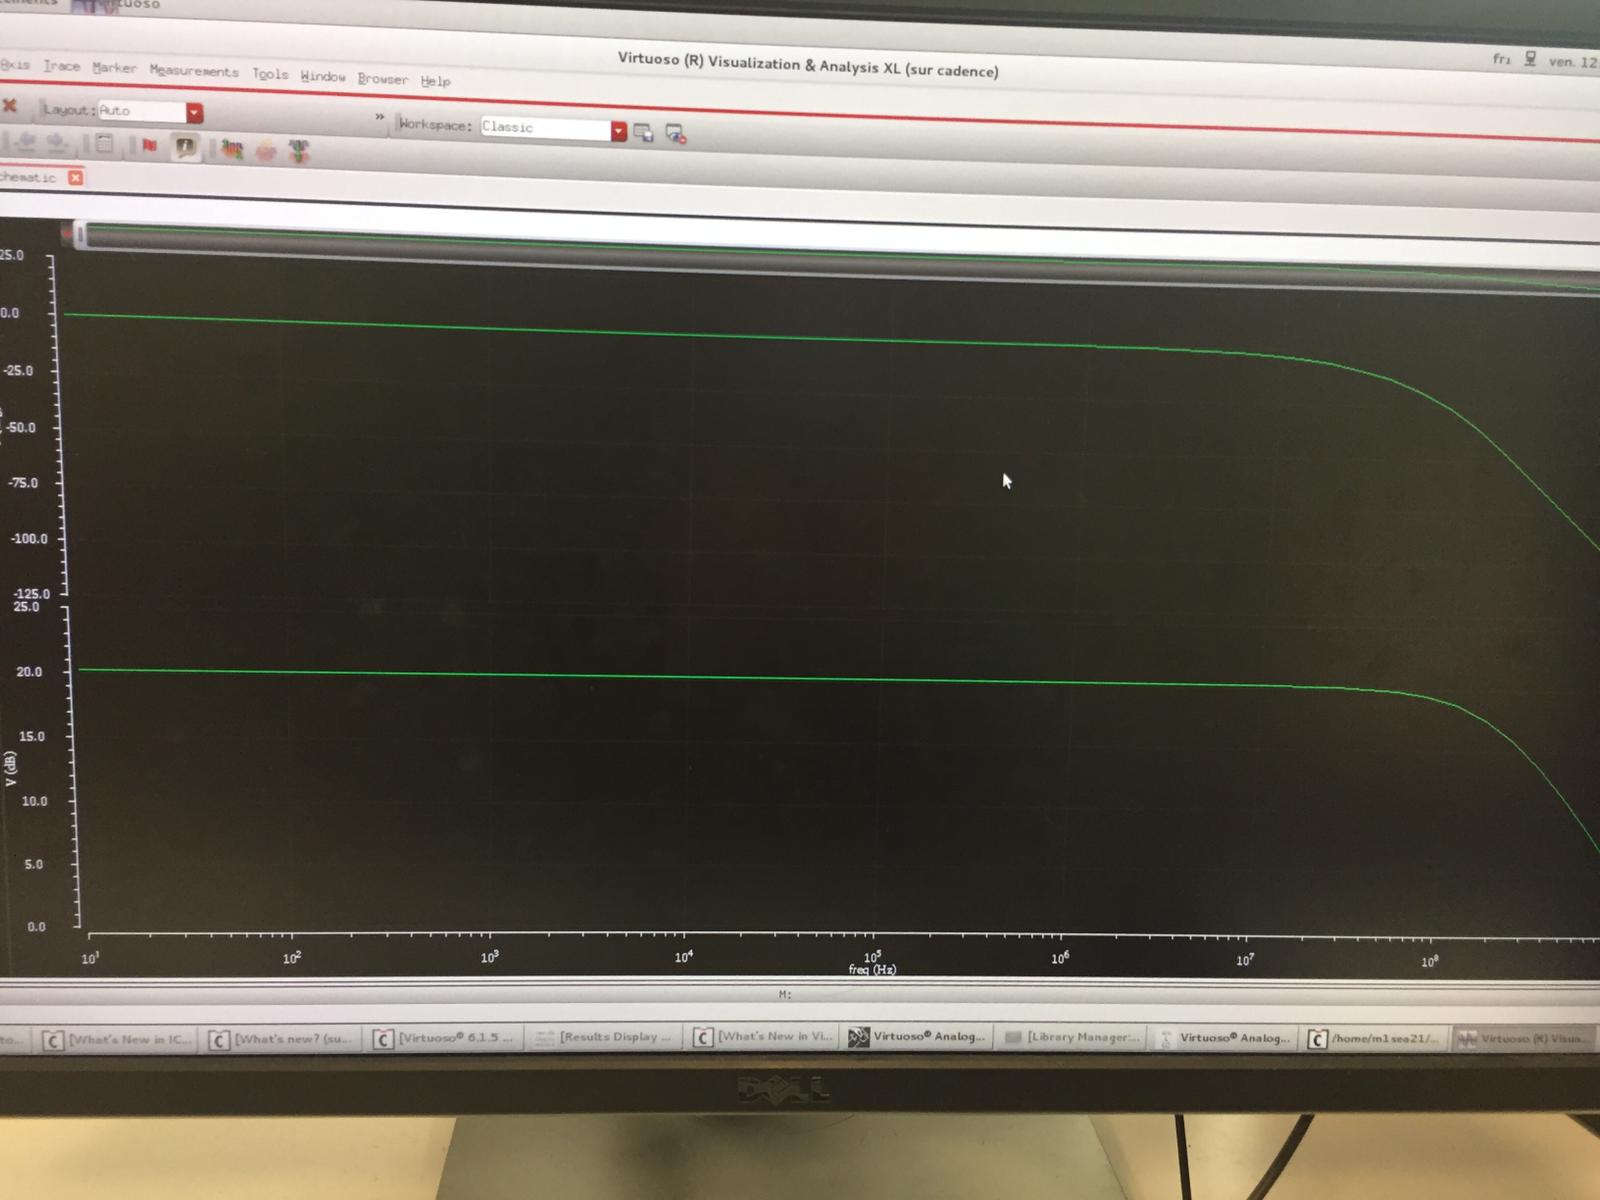 Virtuoso (R) Visualization & Analysis XL (sur cadence)
ven. 12
Axis Trace Marker Measurements Tools Window Browser Help
Layout: Auto
» Workspace: Classic
chematic
25.0
0.0
-25.0
-50.0
-75.0
-100.0
-125.0
25.0
20.0
15.0
10.0
5.0
0.0
V (dB)
10¹ 10² 10³ 10⁴ 10⁵ 10⁶ 10⁷ 10⁸
freq (Hz)
M:
to... [What's New in IC... [What's new? (su... [Virtuoso® 6.1.5 ... [Results Display ... [What's New in Vi... Virtuoso® Analog... [Library Manager:... Virtuoso® Analog... /home/m1sea21/... Virtuoso (R) Visua...
DELL